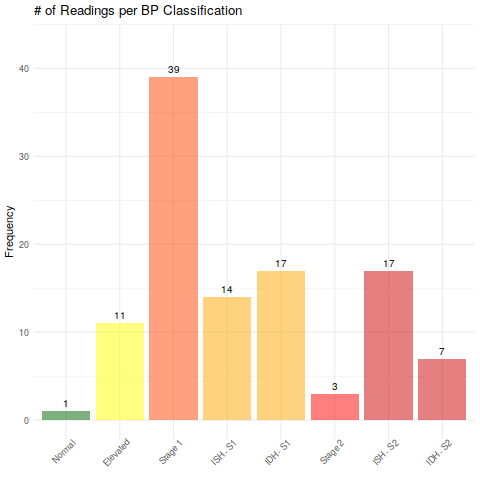 # of Readings per BP Classification
Frequency
40
30
20
10
0
1
11
39
14
17
3
17
7
Normal
Elevated
Stage 1
ISH - S1
IDH - S1
Stage 2
ISH - S2
IDH - S2